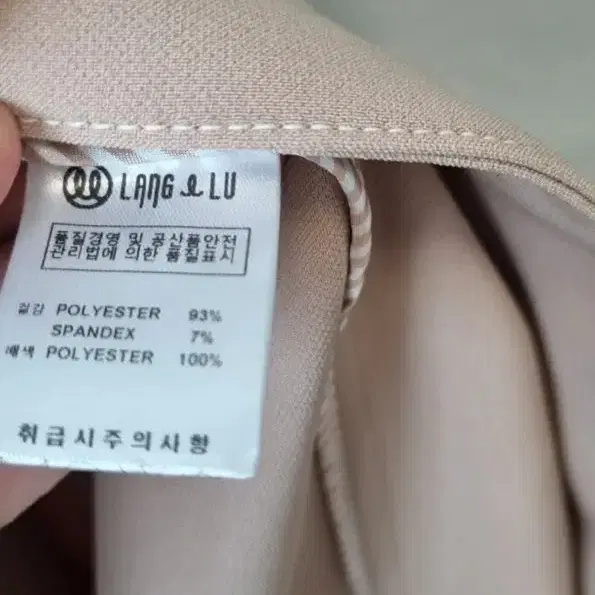 LANG e LU
품질경영 및 공산품안전
관리법에 의한 품질표시
겉감 POLYESTER 93%
SPANDEX 7%
배색 POLYESTER 100%
취급시주의사항